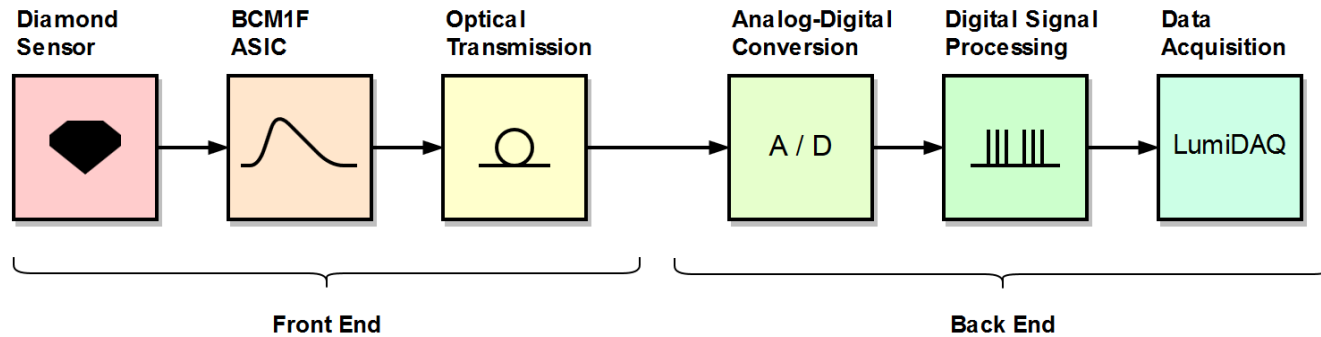 Diamond
Sensor
BCM1F
ASIC
Optical
Transmission
Analog-Digital
Conversion
Digital Signal
Processing
Data
Acquisition
A / D
LumiDAQ
Front End
Back End